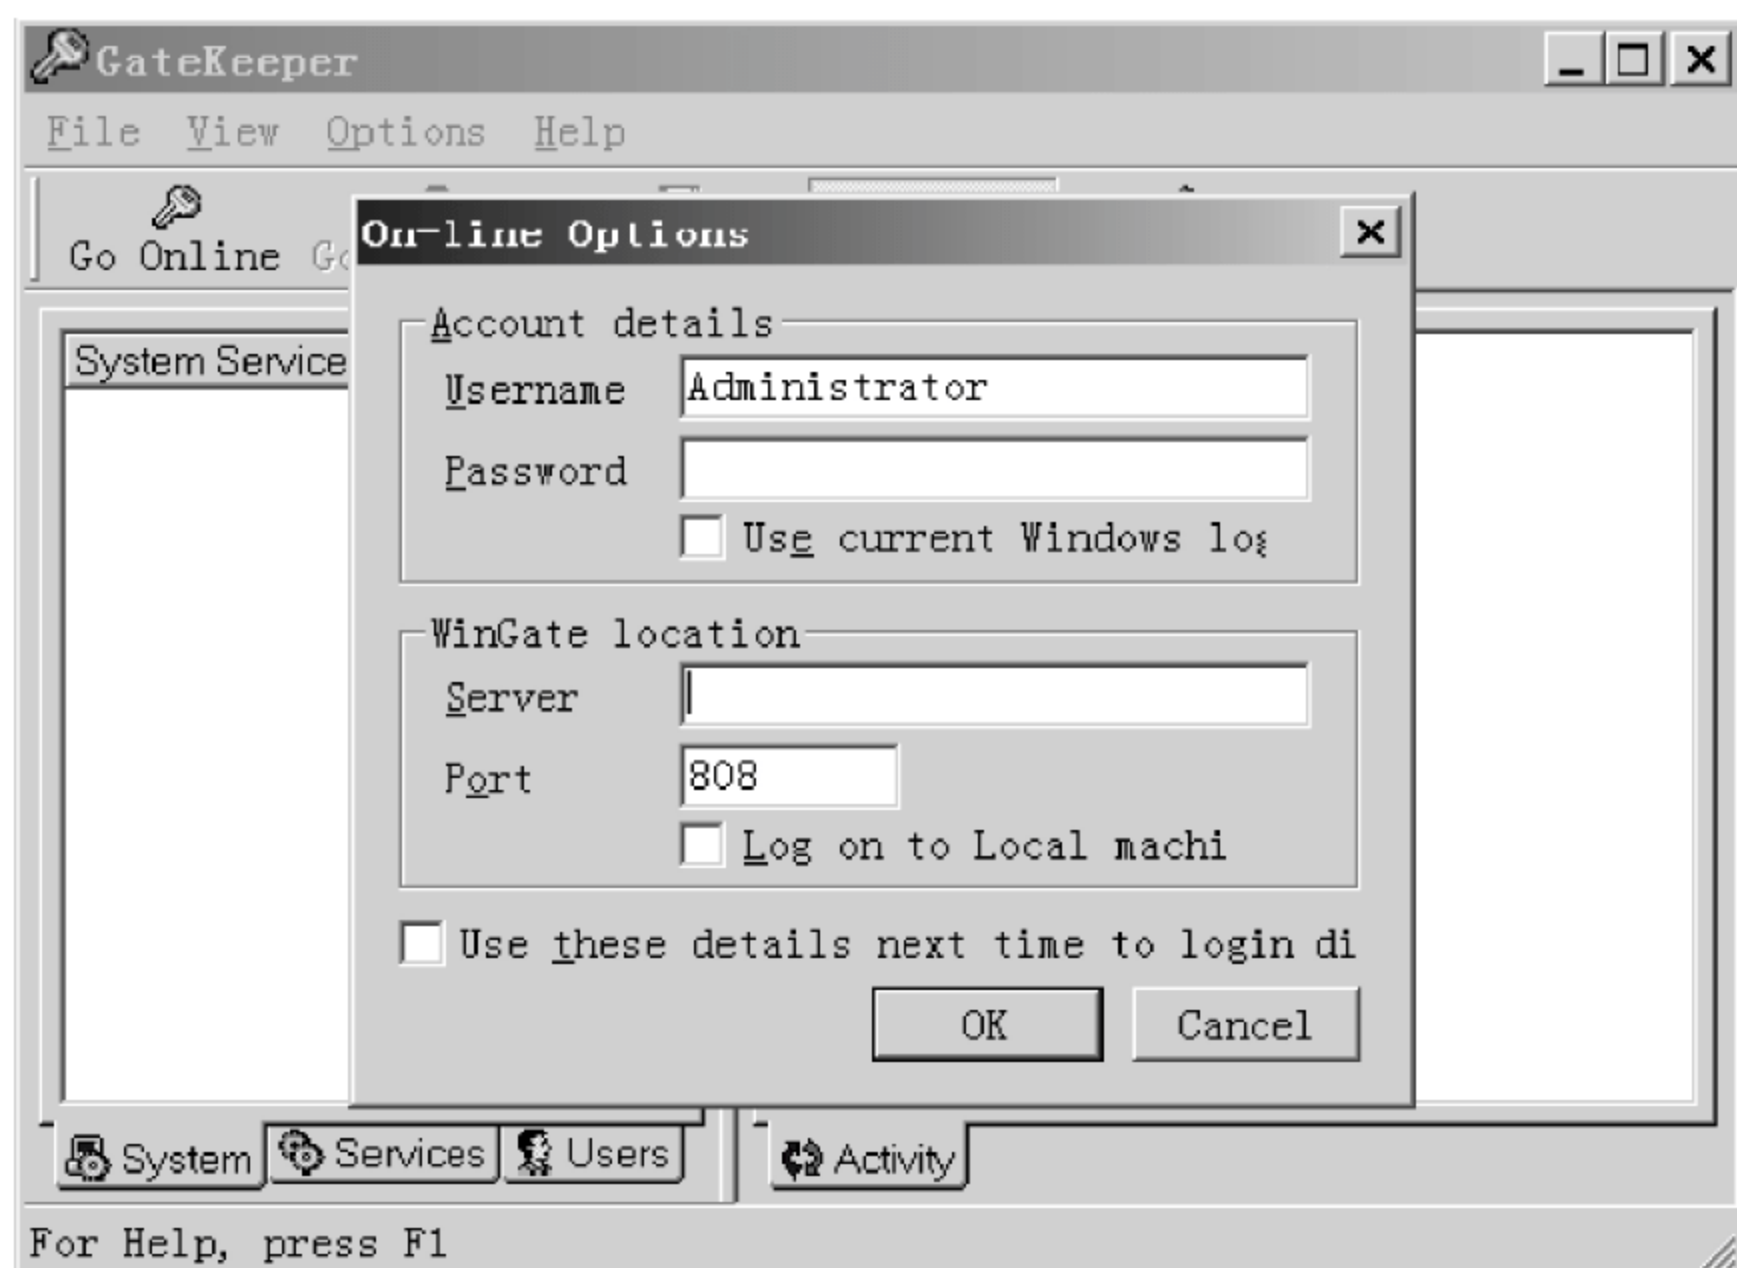 GateKeeper
File View Options Help
Go Online
On-line Options
Account details
System Service
Username Administrator
Password
Use current Windows log
WinGate location
Server
Port 808
Log on to Local machi
Use these details next time to login di
OK Cancel
System Services Users Activity
For Help, press F1